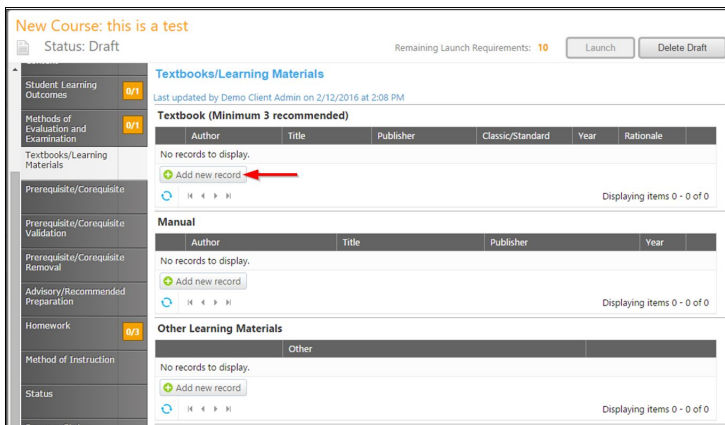 New Course: this is a test
Status: Draft
Remaining Launch Requirements: 10
Launch
Delete Draft
Student Learning
Outcomes
0/1
Methods of
Evaluation and
Examination
0/1
Textbooks/Learning
Materials
Prerequisite/Corequisite
Prerequisite/Corequisite
Validation
Prerequisite/Corequisite
Removal
Advisory/Recommended
Preparation
Homework
0/3
Method of Instruction
Status
Textbooks/Learning Materials
Last updated by Demo Client Admin on 2/12/2016 at 2:08 PM
Textbook (Minimum 3 recommended)
Author Title Publisher Classic/Standard Year Rationale
No records to display.
Add new record
Displaying items 0 - 0 of 0
Manual
Author Title Publisher Year
No records to display.
Add new record
Displaying items 0 - 0 of 0
Other Learning Materials
Other
No records to display.
Add new record
Displaying items 0 - 0 of 0